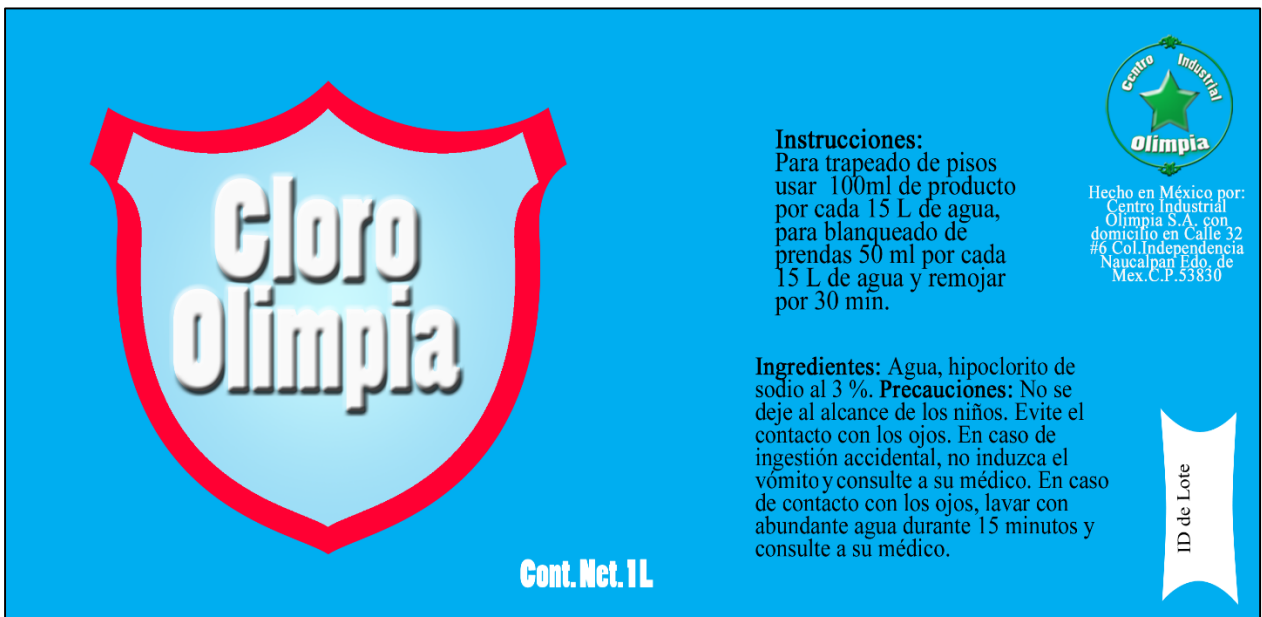 Cloro
Olimpia
Cont. Net. 1 L
Instrucciones:
Para trapeado de pisos
usar 100ml de producto
por cada 15 L de agua,
para blanqueado de
prendas 50 ml por cada
15 L de agua y remojar
por 30 min.
Ingredientes: Agua, hipoclorito de
sodio al 3 %. Precauciones: No se
deje al alcance de los niños. Evite el
contacto con los ojos. En caso de
ingestión accidental, no induzca el
vómito y consulte a su médico. En caso
de contacto con los ojos, lavar con
abundante agua durante 15 minutos y
consulte a su médico.
Centro Industrial
Olimpia
Hecho en México por:
Centro Industrial
Olimpia S.A. con
domicilio en Calle 32
#6 Col.Independencia
Naucalpan Edo. de
Mex.C.P.53830
ID de Lote